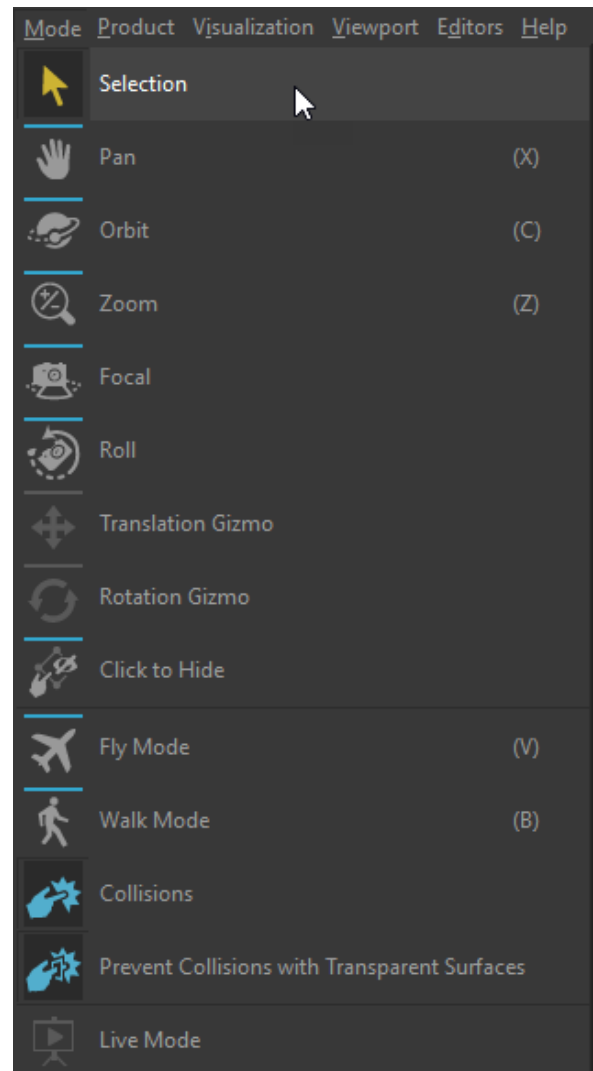 Mode Product Visualization Viewport Editors Help
Selection
Pan (X)
Orbit (C)
Zoom (Z)
Focal
Roll
Translation Gizmo
Rotation Gizmo
Click to Hide
Fly Mode (V)
Walk Mode (B)
Collisions
Prevent Collisions with Transparent Surfaces
Live Mode